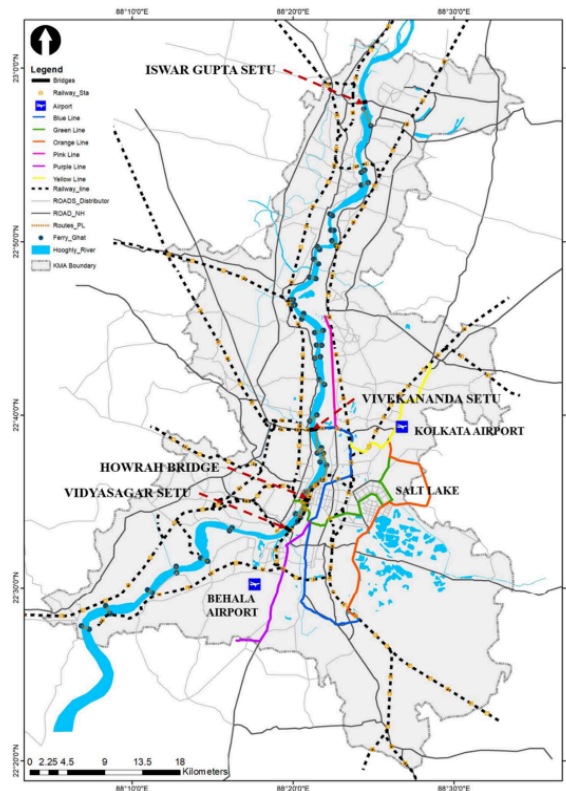 88°10'0"E
88°20'0"E
88°30'0"E
23°0'0"N
22°50'0"N
22°40'0"N
22°30'0"N
22°20'0"N
ISWAR GUPTA SETU
Legend
Bridges
Railway_Sta
Airport
Blue Line
Green Line
Orange Line
Pink Line
Purple Line
Yellow Line
Railway_line
ROADS_Distributor
ROAD_NH
Routes_PL
Ferry_Ghat
Hooghly_River
KMA Boundary
VIVEKANANDA SETU
KOLKATA AIRPORT
HOWRAH BRIDGE
VIDYASAGAR SETU
SALT LAKE
BEHALA
AIRPORT
0 2.25 4.5 9 13.5 18
Kilometers
88°10'0"E
88°20'0"E
88°30'0"E